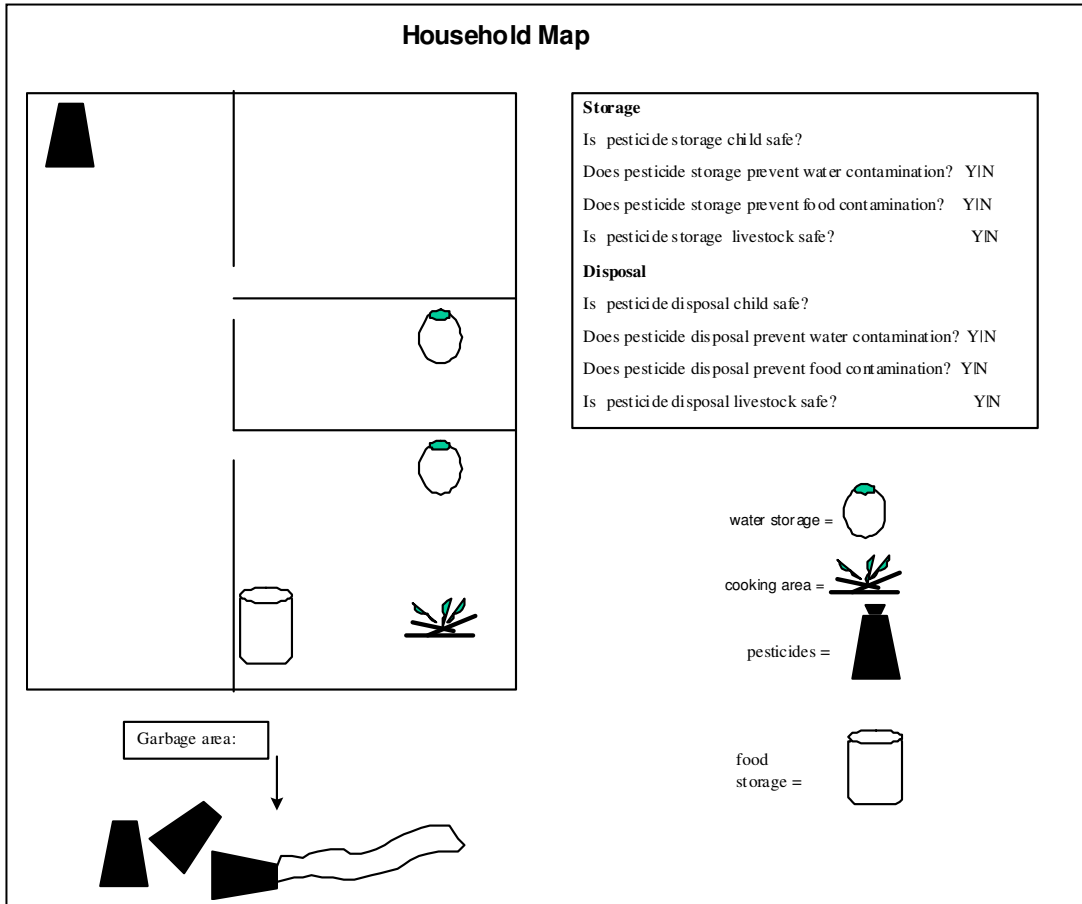 Household Map
Storage
Is pesticide storage child safe?
Does pesticide storage prevent water contamination? Y|N
Does pesticide storage prevent food contamination? Y|N
Is pesticide storage livestock safe? Y|N
Disposal
Is pesticide disposal child safe?
Does pesticide disposal prevent water contamination? Y|N
Does pesticide disposal prevent food contamination? Y|N
Is pesticide disposal livestock safe? Y|N
water storage =
cooking area =
pesticides =
Garbage area:
food
storage =